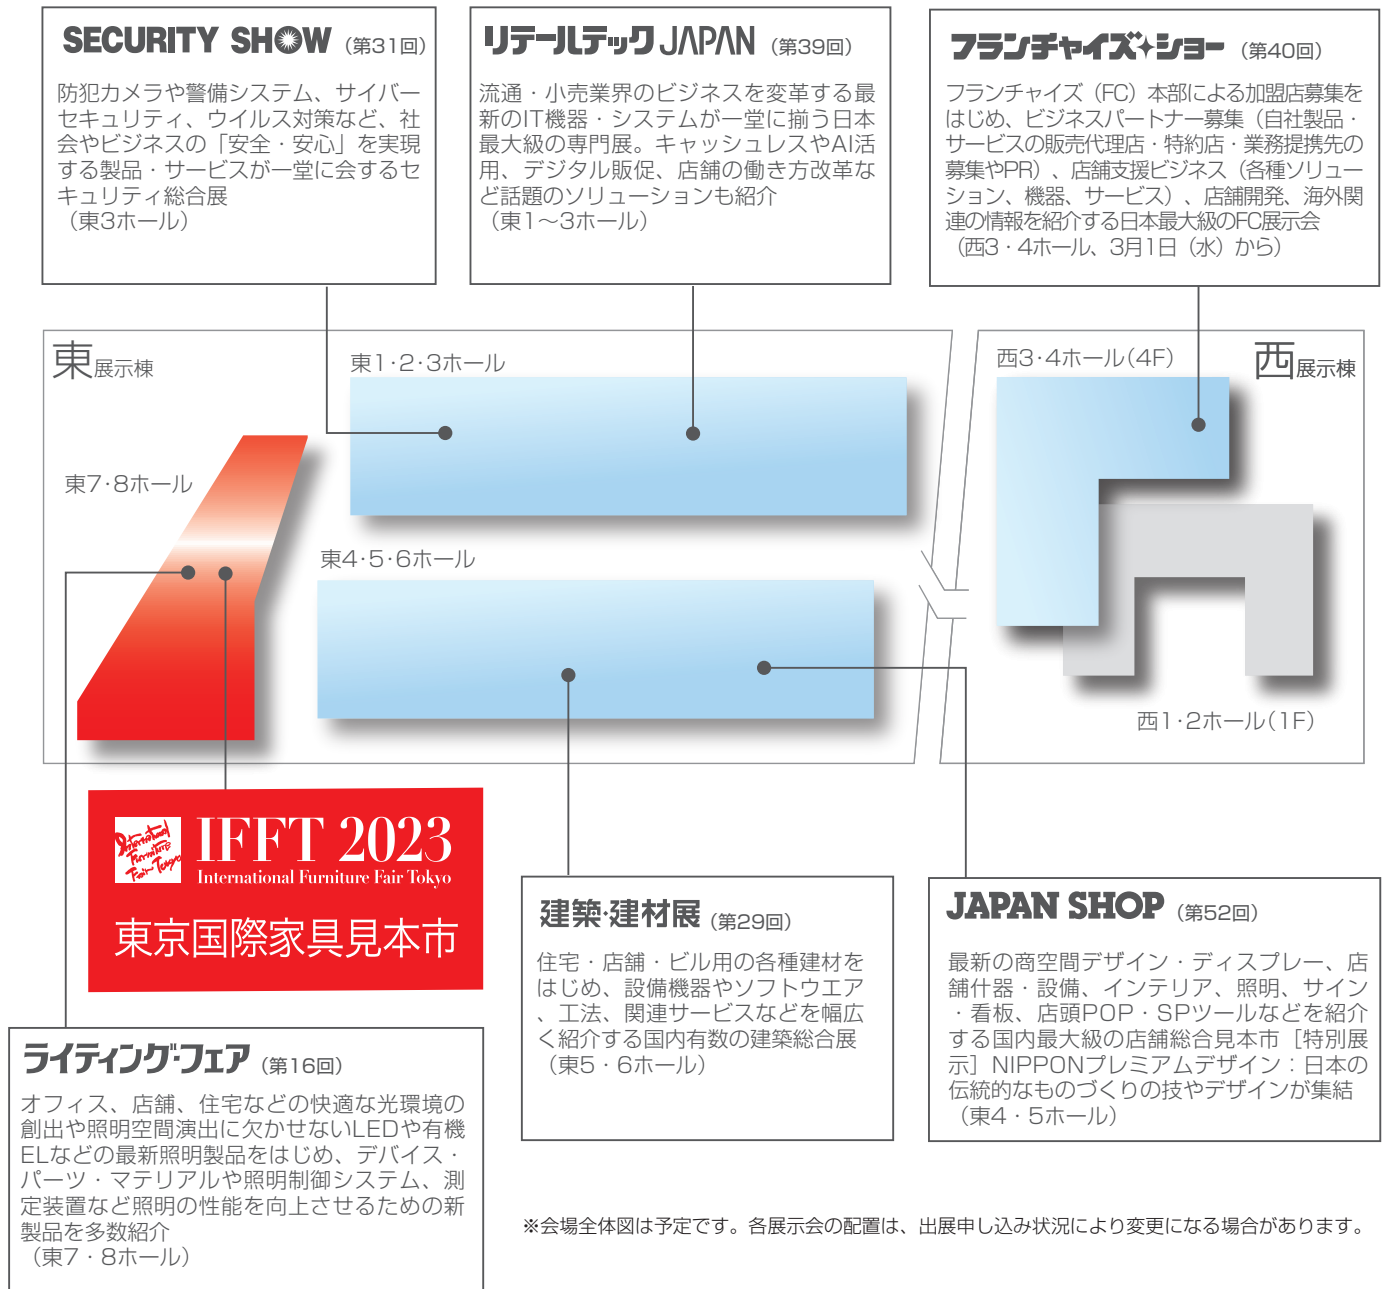 SECURITY SHOW（第31回）
防犯カメラや警備システム、サイバー
セキュリティ、ウイルス対策など、社
会やビジネスの「安全・安心」を実現
する製品・サービスが一堂に会するセ
キュリティ総合展
（東3ホール）
リテールテックJAPAN（第39回）
流通・小売業界のビジネスを変革する最
新のIT機器・システムが一堂に揃う日本
最大級の専門展。キャッシュレスやAI活
用、デジタル販促、店舗の働き方改革な
ど話題のソリューションも紹介
（東1～3ホール）
フランチャイズ・ショー（第40回）
フランチャイズ（FC）本部による加盟店募集を
はじめ、ビジネスパートナー募集（自社製品・
サービスの販売代理店・特約店・業務提携先の
募集やPR）、店舗支援ビジネス（各種ソリュー
ション、機器、サービス）、店舗開発、海外関
連の情報を紹介する日本最大級のFC展示会
（西3・4ホール、3月1日（水）から）
東展示棟
東1・2・3ホール
西3・4ホール（4F）
西展示棟
東7・8ホール
東4・5・6ホール
西1・2ホール（1F）
International
Furniture
Fair Tokyo
IFFT 2023
International Furniture Fair Tokyo
東京国際家具見本市
建築・建材展（第29回）
住宅・店舗・ビル用の各種建材を
はじめ、設備機器やソフトウエア
、工法、関連サービスなどを幅広
く紹介する国内有数の建築総合展
（東5・6ホール）
JAPAN SHOP（第52回）
最新の商空間デザイン・ディスプレー、店
舗什器・設備、インテリア、照明、サイン
・看板、店頭POP・SPツールなどを紹介
する国内最大級の店舗総合見本市［特別展
示］NIPPONプレミアムデザイン：日本の
伝統的なものづくりの技やデザインが集結
（東4・5ホール）
ライティング・フェア（第16回）
オフィス、店舗、住宅などの快適な光環境の
創出や照明空間演出に欠かせないLEDや有機
ELなどの最新照明製品をはじめ、デバイス・
パーツ・マテリアルや照明制御システム、測
定装置など照明の性能を向上させるための新
製品を多数紹介
（東7・8ホール）
※会場全体図は予定です。各展示会の配置は、出展申し込み状況により変更になる場合があります。